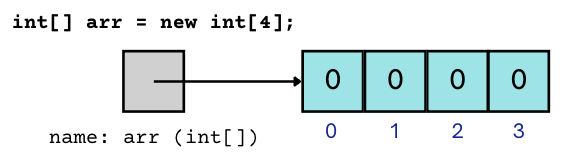 int[] arr = new int[4];
0 0 0 0
0 1 2 3
name: arr (int[])